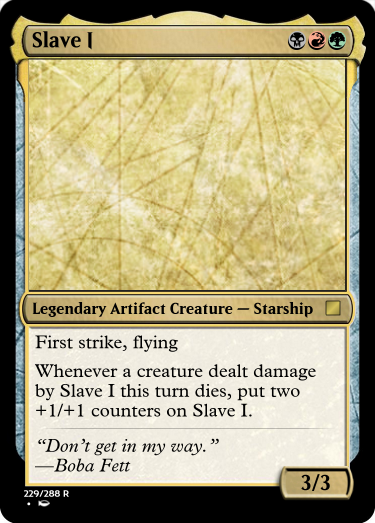 Slave I
Legendary Artifact Creature — Starship
First strike, flying
Whenever a creature dealt damage
by Slave I this turn dies, put two
+1/+1 counters on Slave I.
“Don’t get in my way.”
—Boba Fett
3/3
229/288 R